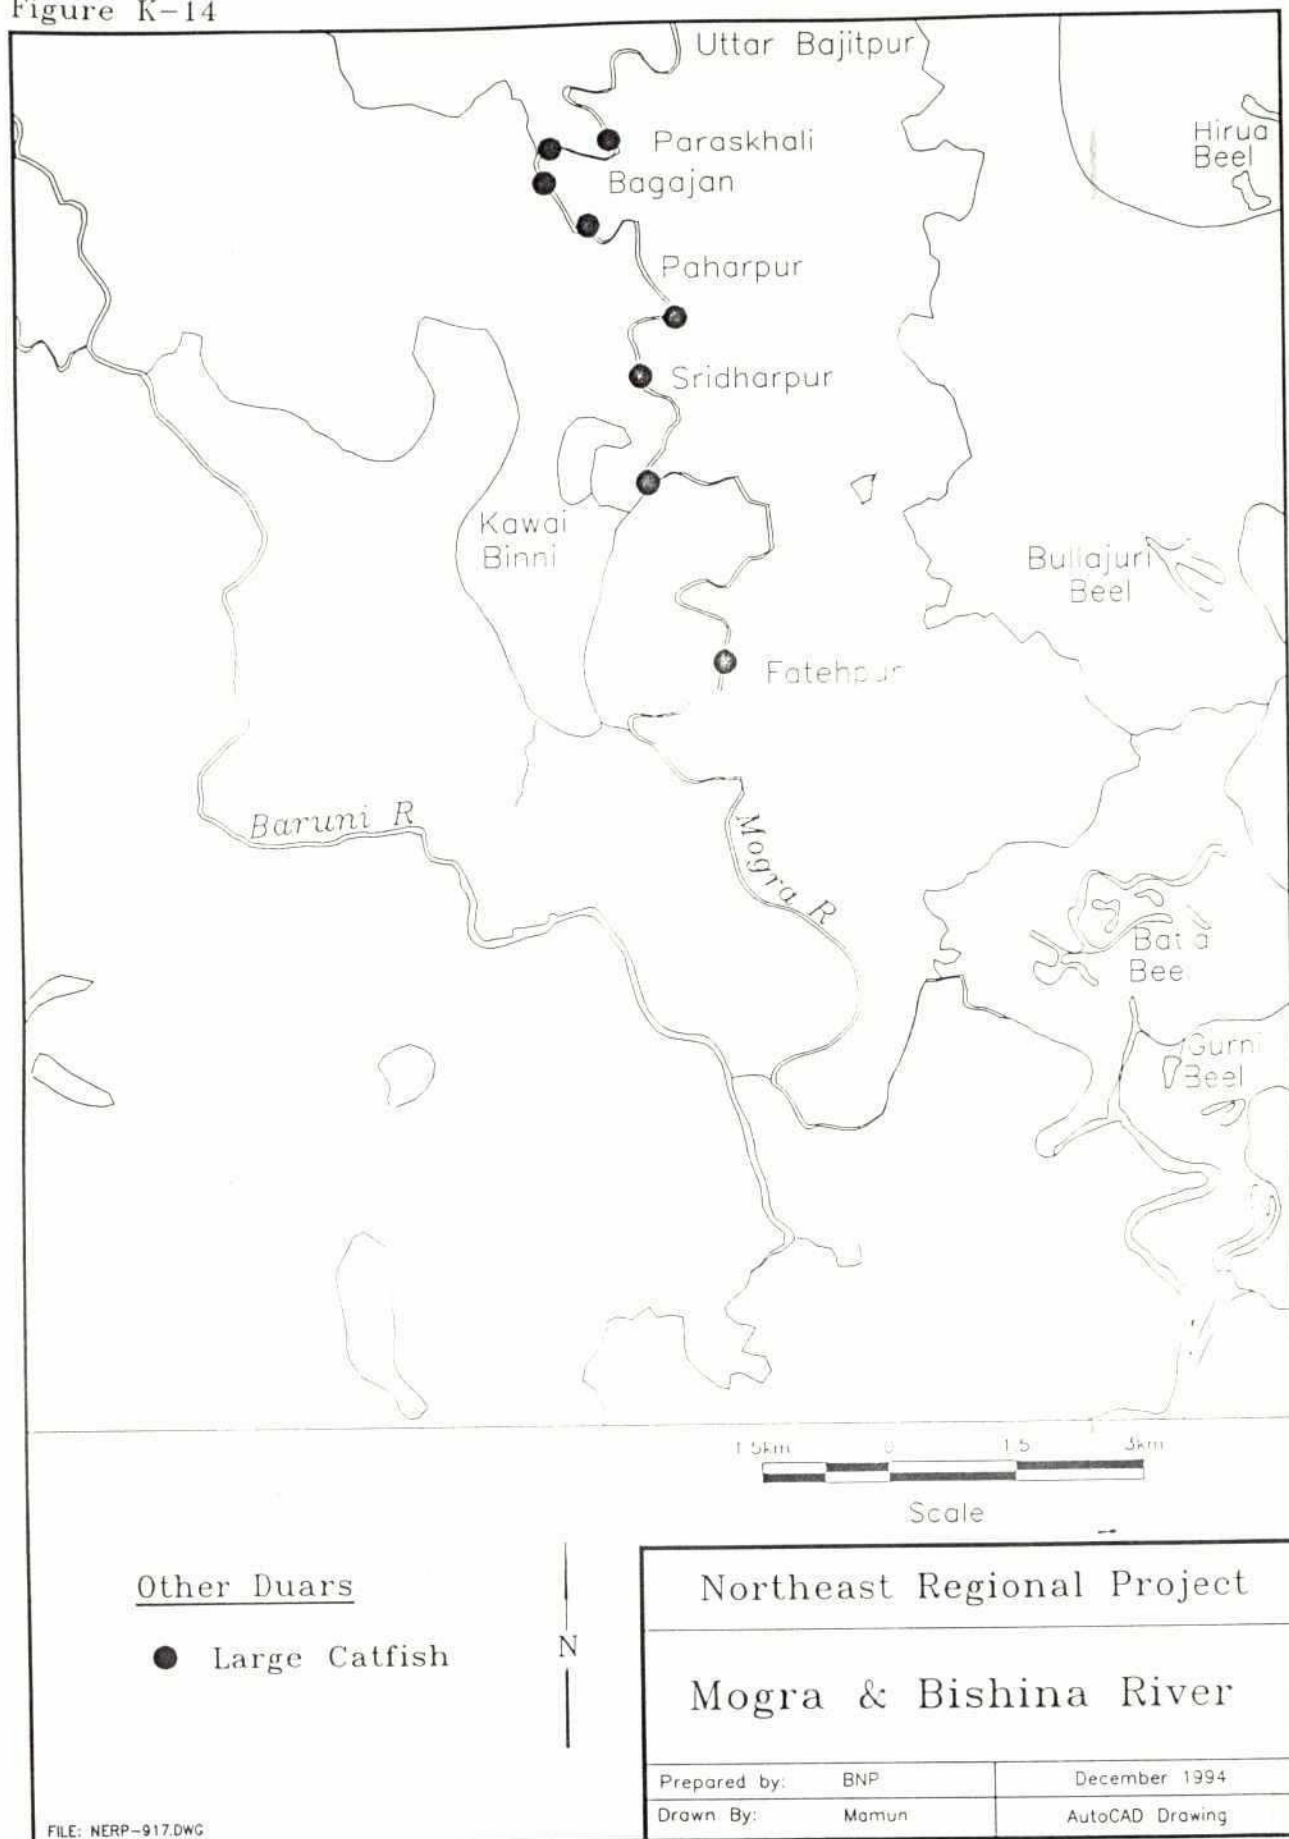 Figure K-14
Uttar Bajitpur
Paraskhali
Bagajan
Hirua
Beel
Paharpur
Sridharpur
Kawai
Binni
Bullajuri
Beel
Fatehpur
Baruni R
Mogra R
Bat a
Bee
Gurni
Beel
1.5km 0 1.5 3km
Scale
Other Duars
Large Catfish
N
Northeast Regional Project
Mogra & Bishina River
Prepared by: BNP December 1994
Drawn By: Mamun AutoCAD Drawing
FILE: NERP-917.DWG